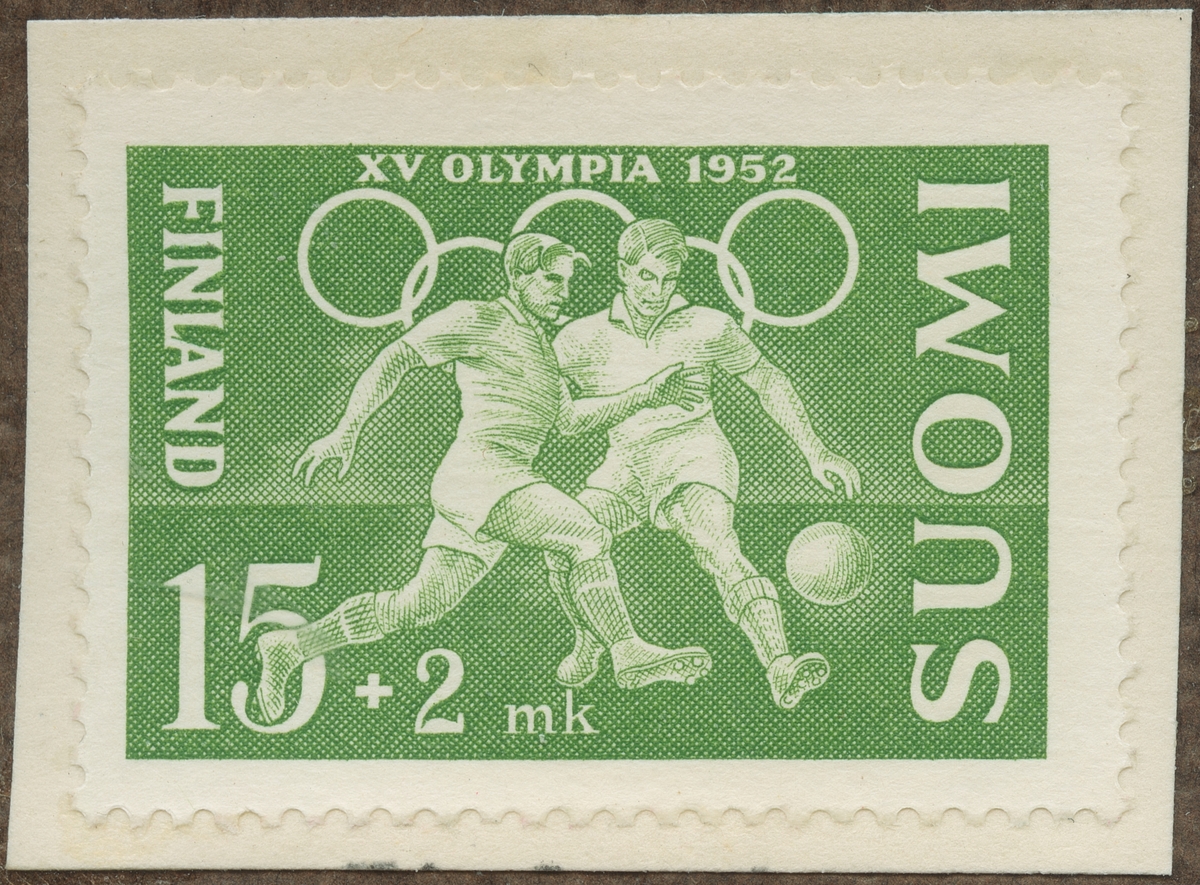 XV OLYMPIA 1952
FINLAND
SUOMI
15 + 2 mk